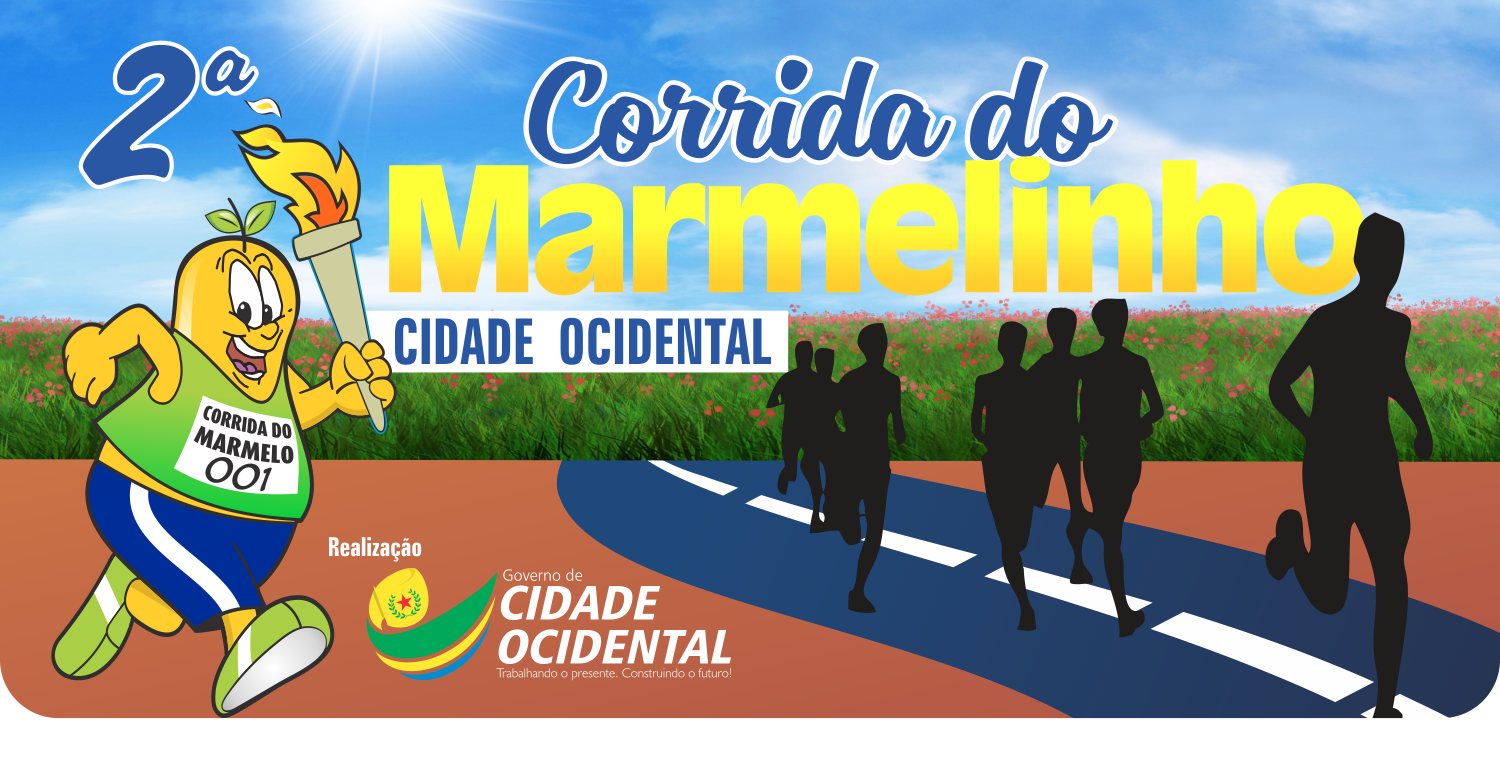 2ª
Corrida do
Marmelinho
CIDADE OCIDENTAL
CORRIDA DO
MARMELO
001
Realização
Governo de
CIDADE
OCIDENTAL
Trabalhando o presente. Construindo o futuro!